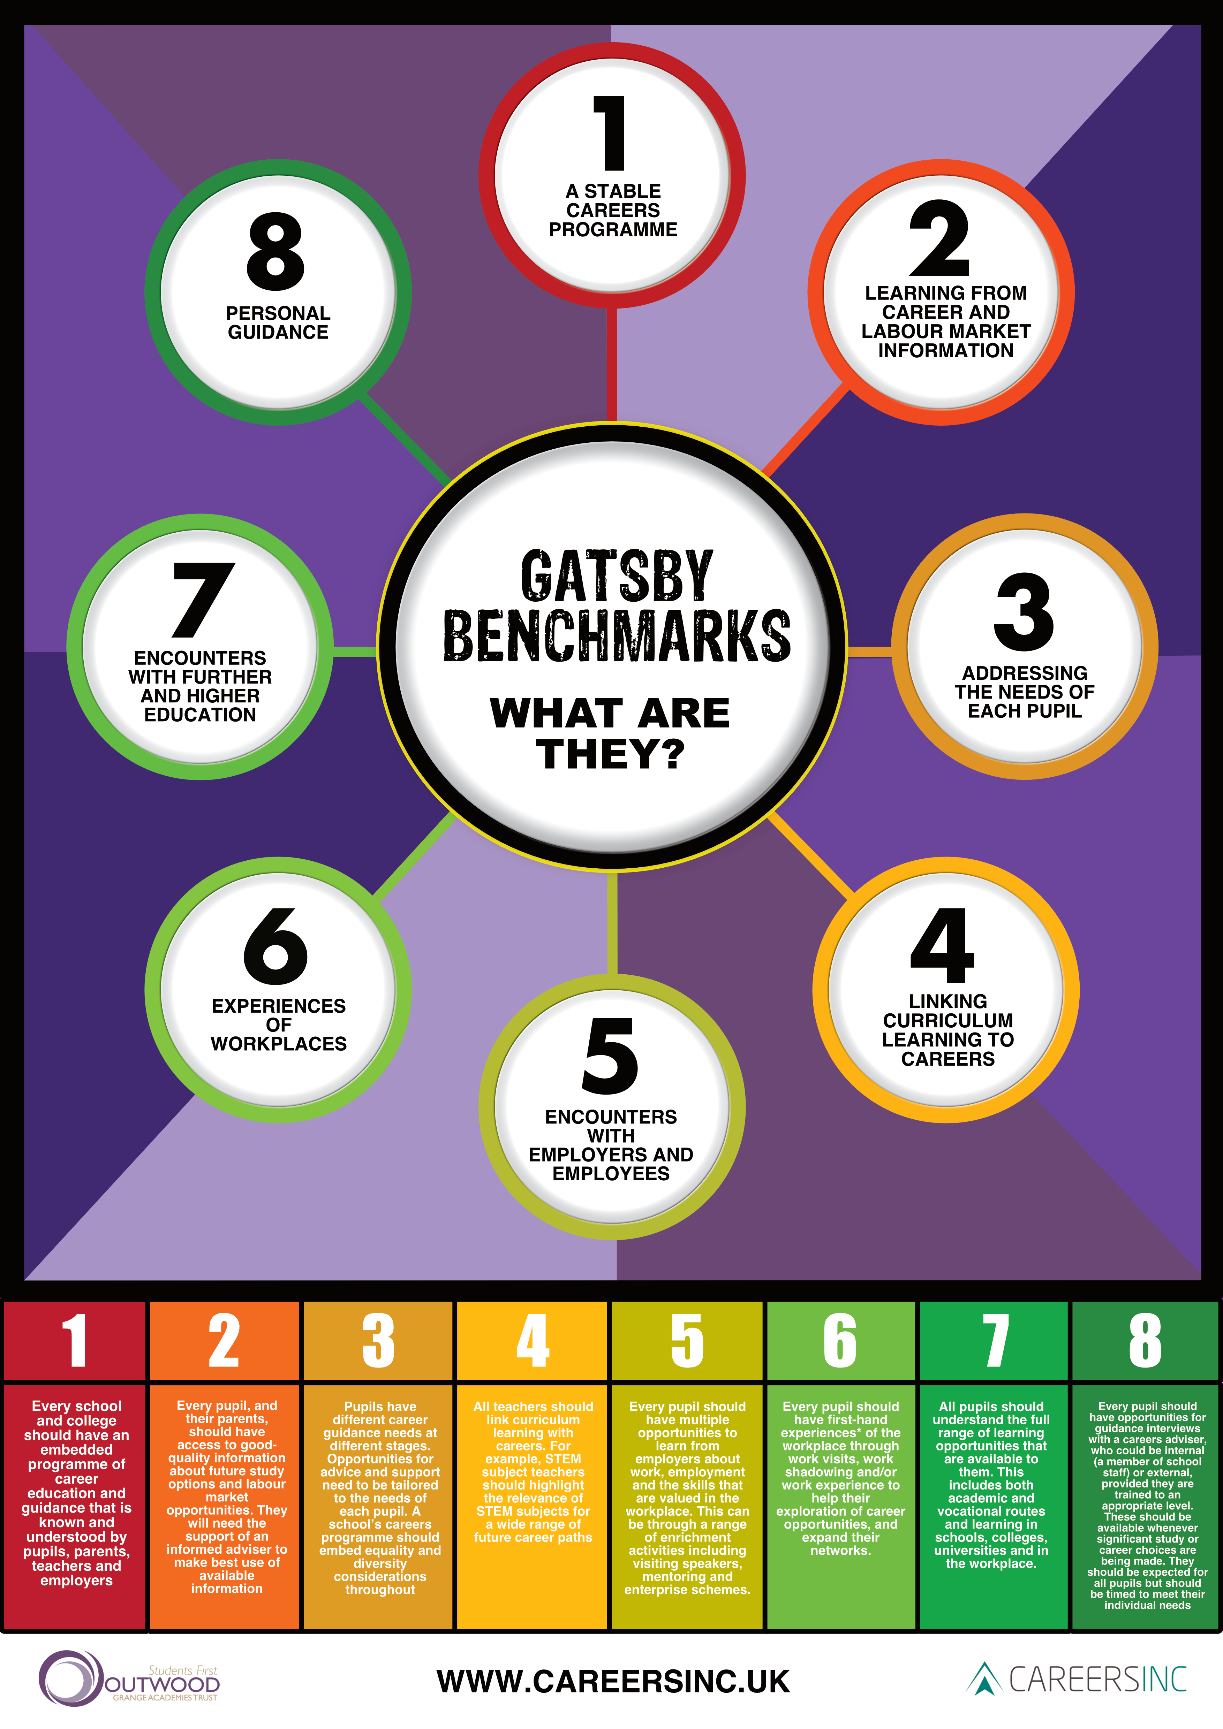 1
A STABLE
CAREERS
PROGRAMME
2
LEARNING FROM
CAREER AND
LABOUR MARKET
INFORMATION
3
ADDRESSING
THE NEEDS OF
EACH PUPIL
4
LINKING
CURRICULUM
LEARNING TO
CAREERS
5
ENCOUNTERS
WITH
EMPLOYERS AND
EMPLOYEES
6
EXPERIENCES
OF
WORKPLACES
7
ENCOUNTERS
WITH FURTHER
AND HIGHER
EDUCATION
8
PERSONAL
GUIDANCE
GATSBY
BENCHMARKS
WHAT ARE
THEY?
1
Every school
and college
should have an
embedded
programme of
career
education and
guidance that is
known and
understood by
pupils, parents,
teachers and
employers
2
Every pupil, and
their parents,
should have
access to good-
quality information
about future study
options and labour
market
opportunities. They
will need the
support of an
informed adviser to
make best use of
available
information
3
Pupils have
different career
guidance needs at
different stages.
Opportunities for
advice and support
need to be tailored
to the needs of
each pupil. A
school's careers
programme should
embed equality and
diversity
considerations
throughout
4
All teachers should
link curriculum
learning with
careers. For
example, STEM
subject teachers
should highlight
the relevance of
STEM subjects for
a wide range of
future career paths
5
Every pupil should
have multiple
opportunities to
learn from
employers about
work, employment
and the skills that
are valued in the
workplace. This can
be through a range
of enrichment
activities including
visiting speakers,
mentoring and
enterprise schemes.
6
Every pupil should
have first-hand
experiences* of the
workplace through
work visits, work
shadowing and/or
work experience to
help their
exploration of career
opportunities, and
expand their
networks.
7
All pupils should
understand the full
range of learning
opportunities that
are available to
them. This
includes both
academic and
vocational routes
and learning in
schools, colleges,
universities and in
the workplace.
8
Every pupil should
have opportunities for
guidance interviews
with a careers adviser,
who could be internal
(a member of school
staff) or external,
provided they are
trained to an
appropriate level.
These should be
available whenever
significant study or
career choices are
being made. They
should be expected for
all pupils but should
be timed to meet their
individual needs
Students First
OUTWOOD
GRANGE ACADEMIES TRUST
WWW.CAREERSINC.UK
CAREERSINC